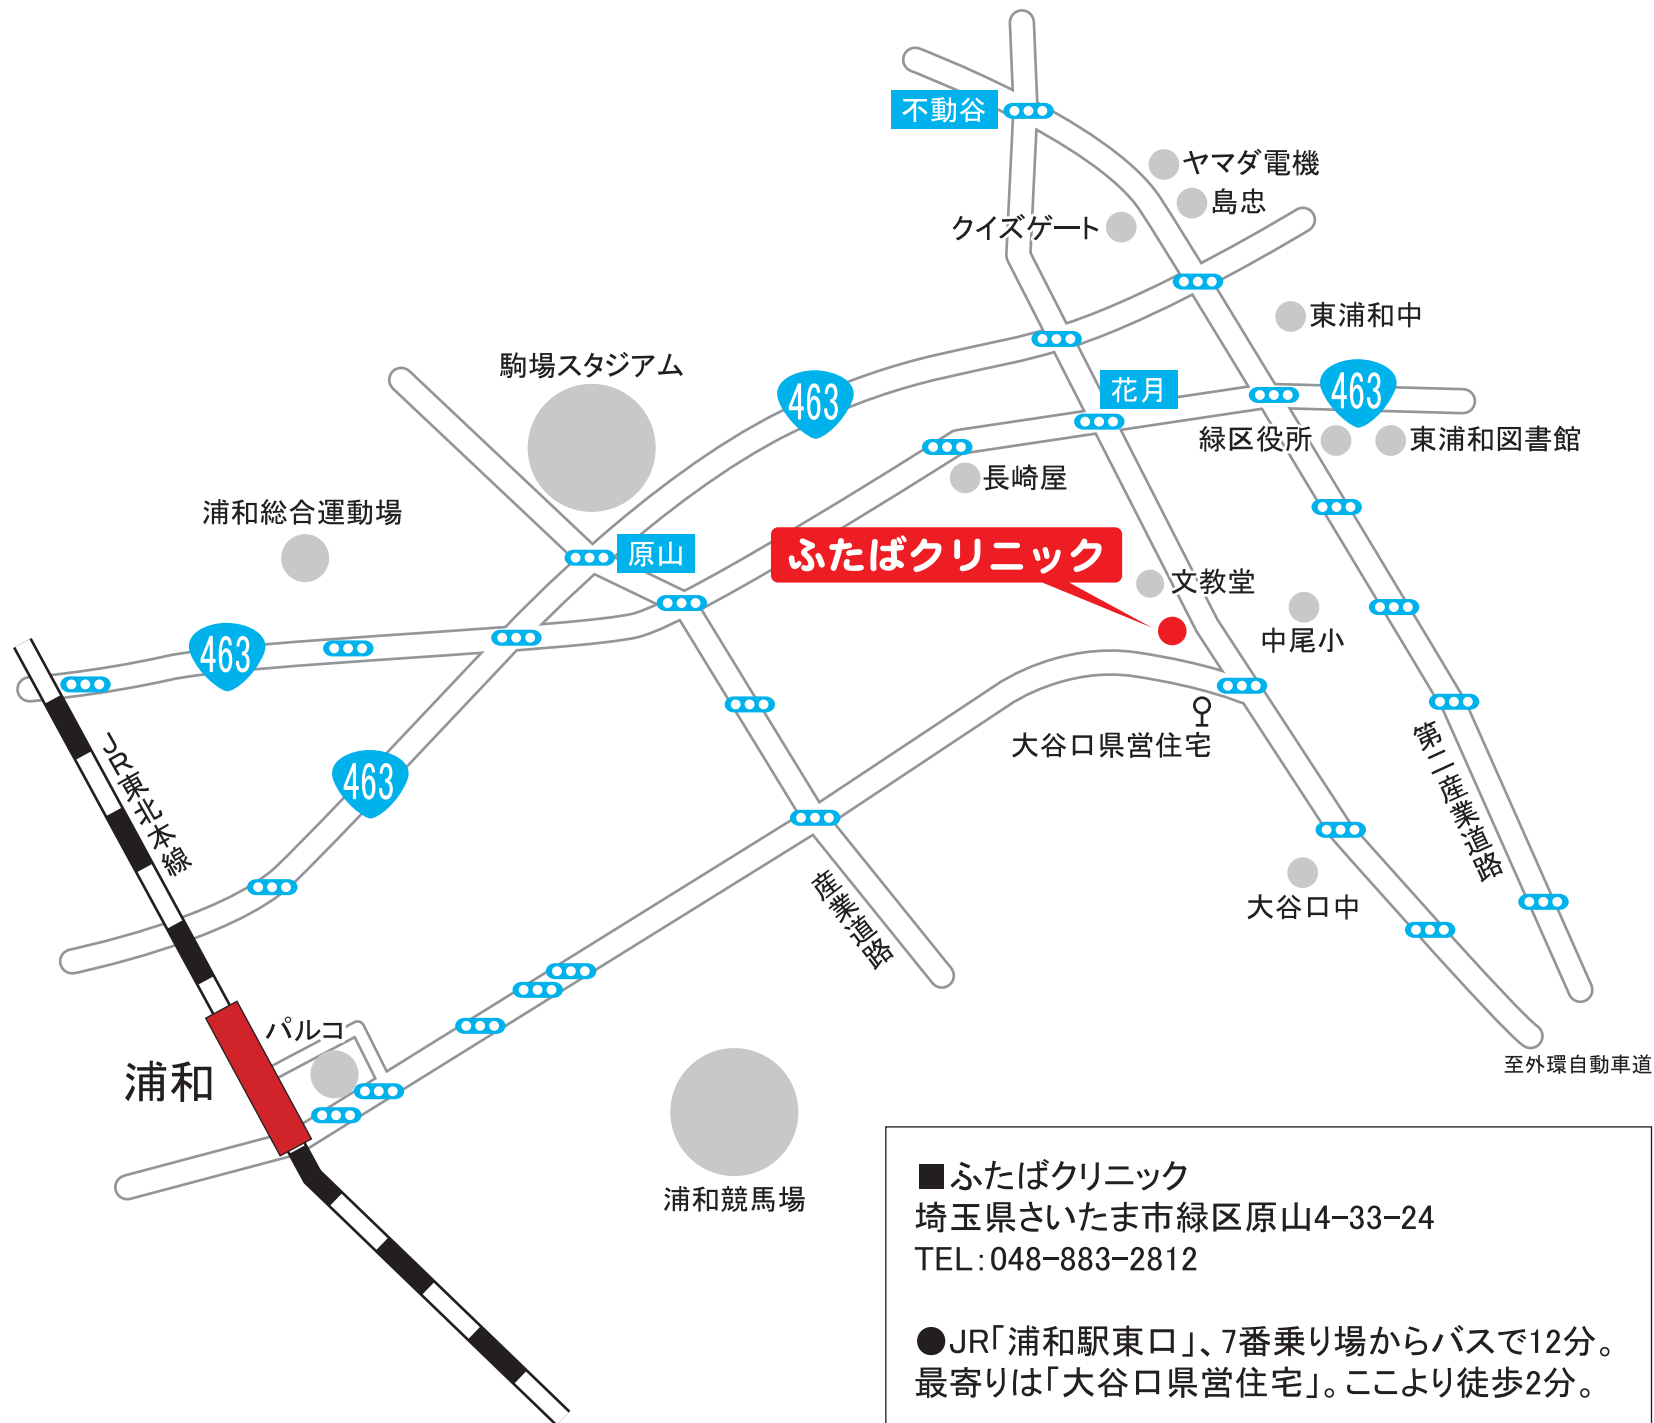 不動谷
ヤマダ電機
島忠
クイズゲート
東浦和中
駒場スタジアム
463
花月
463
緑区役所
東浦和図書館
長崎屋
浦和総合運動場
原山
ふたばクリニック
文教堂
中尾小
463
大谷口県営住宅
JR東北本線
463
第二産業道路
産業道路
大谷口中
パルコ
浦和
至外環自動車道
浦和競馬場
■ふたばクリニック
埼玉県さいたま市緑区原山4-33-24
TEL:048-883-2812
●JR「浦和駅東口」、7番乗り場からバスで12分。
最寄りは「大谷口県営住宅」。ここより徒歩2分。